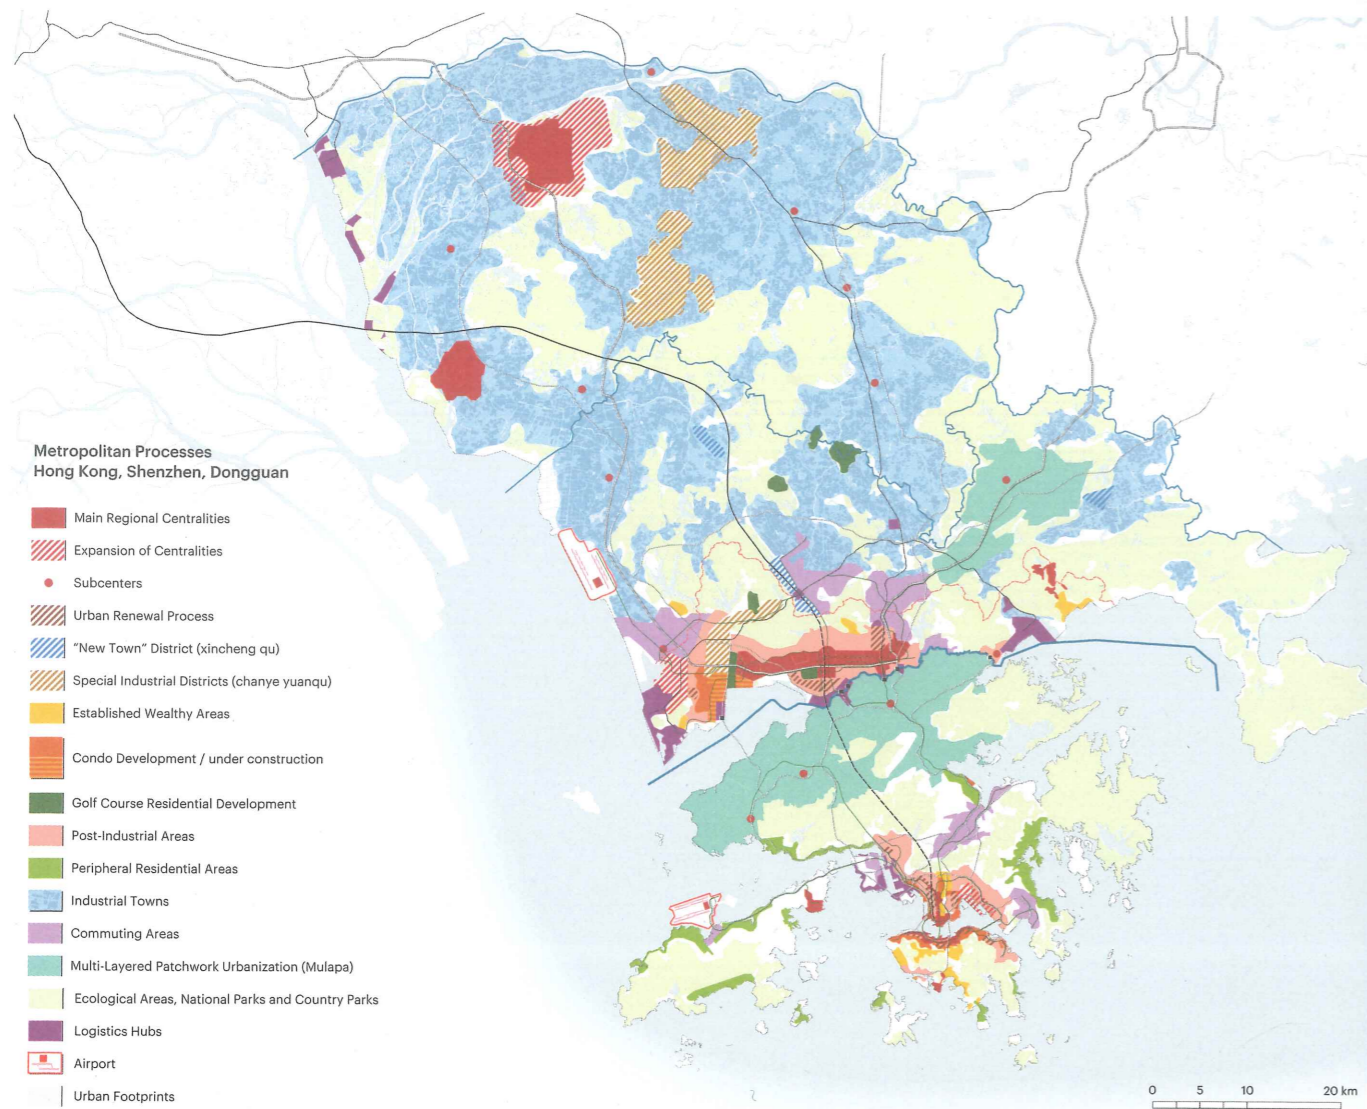 Metropolitan Processes
Hong Kong, Shenzhen, Dongguan
Main Regional Centralities
Expansion of Centralities
Subcenters
Urban Renewal Process
"New Town" District (xincheng qu)
Special Industrial Districts (chanye yuanqu)
Established Wealthy Areas
Condo Development / under construction
Golf Course Residential Development
Post-Industrial Areas
Peripheral Residential Areas
Industrial Towns
Commuting Areas
Multi-Layered Patchwork Urbanization (Mulapa)
Ecological Areas, National Parks and Country Parks
Logistics Hubs
Airport
Urban Footprints
0 5 10 20 km